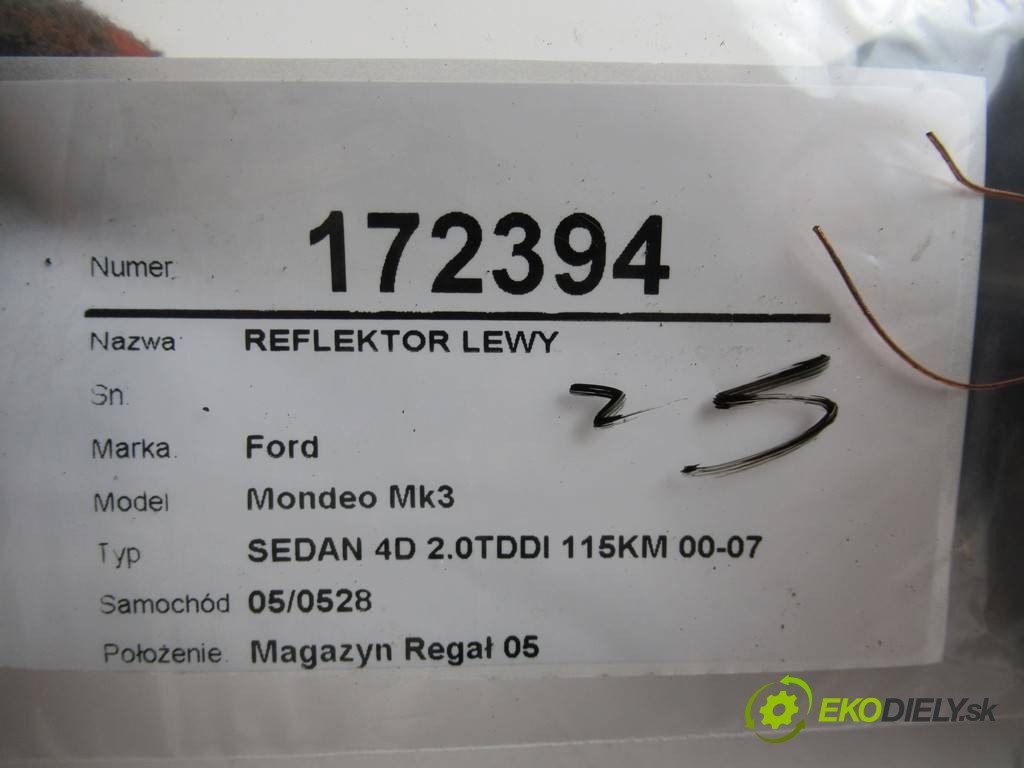 Numer 172394
Nazwa REFLEKTOR LEWY
Sn.
25
Marka. Ford
Model Mondeo Mk3
Typ SEDAN 4D 2.0TDDI 115KM 00-07
Samochód 05/0528
Położenie. Magazyn Regał 05
EKODIELY.sk